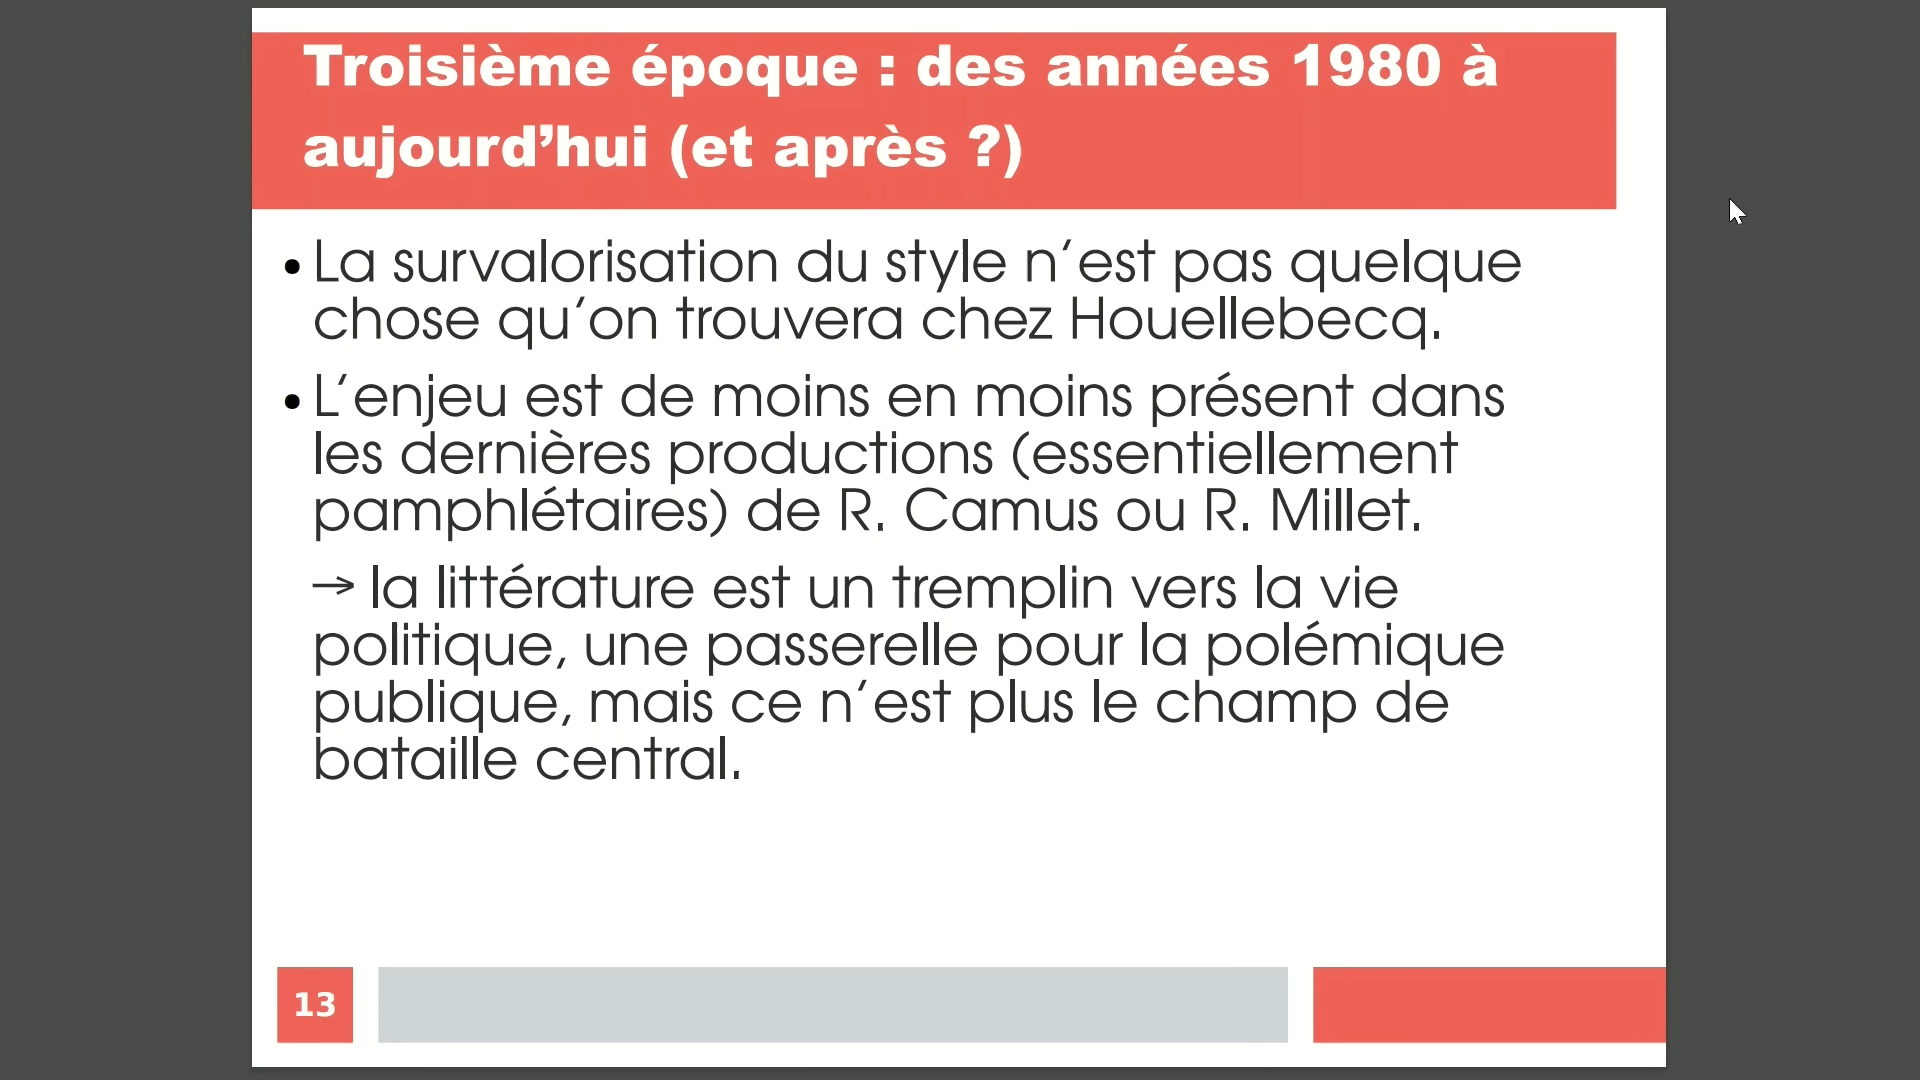 Troisième époque : des années 1980 à
aujourd’hui (et après ?)
• La survalorisation du style n’est pas quelque
chose qu’on trouvera chez Houellebecq.
• L’enjeu est de moins en moins présent dans
les dernières productions (essentiellement
pamphlétaires) de R. Camus ou R. Millet.
→ la littérature est un tremplin vers la vie
politique, une passerelle pour la polémique
publique, mais ce n’est plus le champ de
bataille central.
13